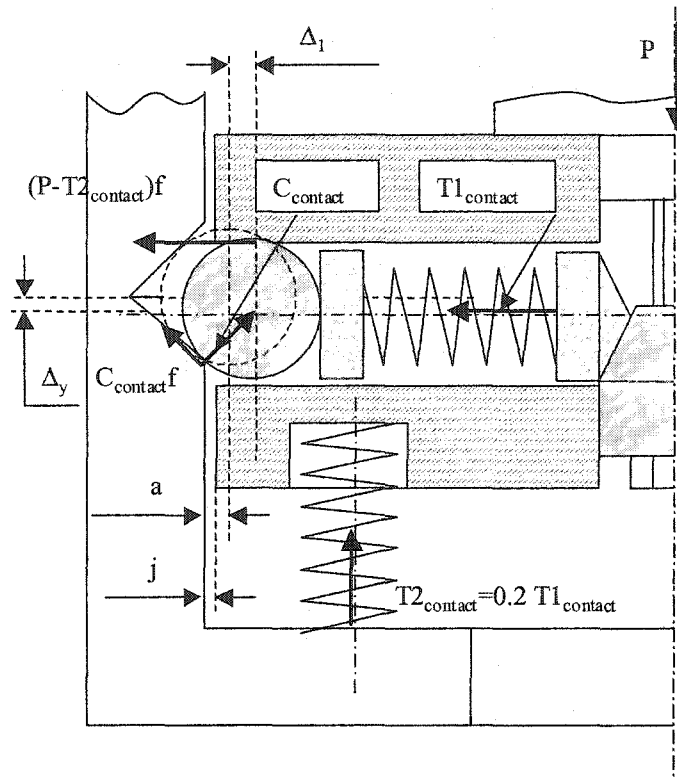 Δ₁
P
(P-T2contact)f
Ccontact
T1contact
Δy
Ccontactf
a
j
T2contact=0.2 T1contact